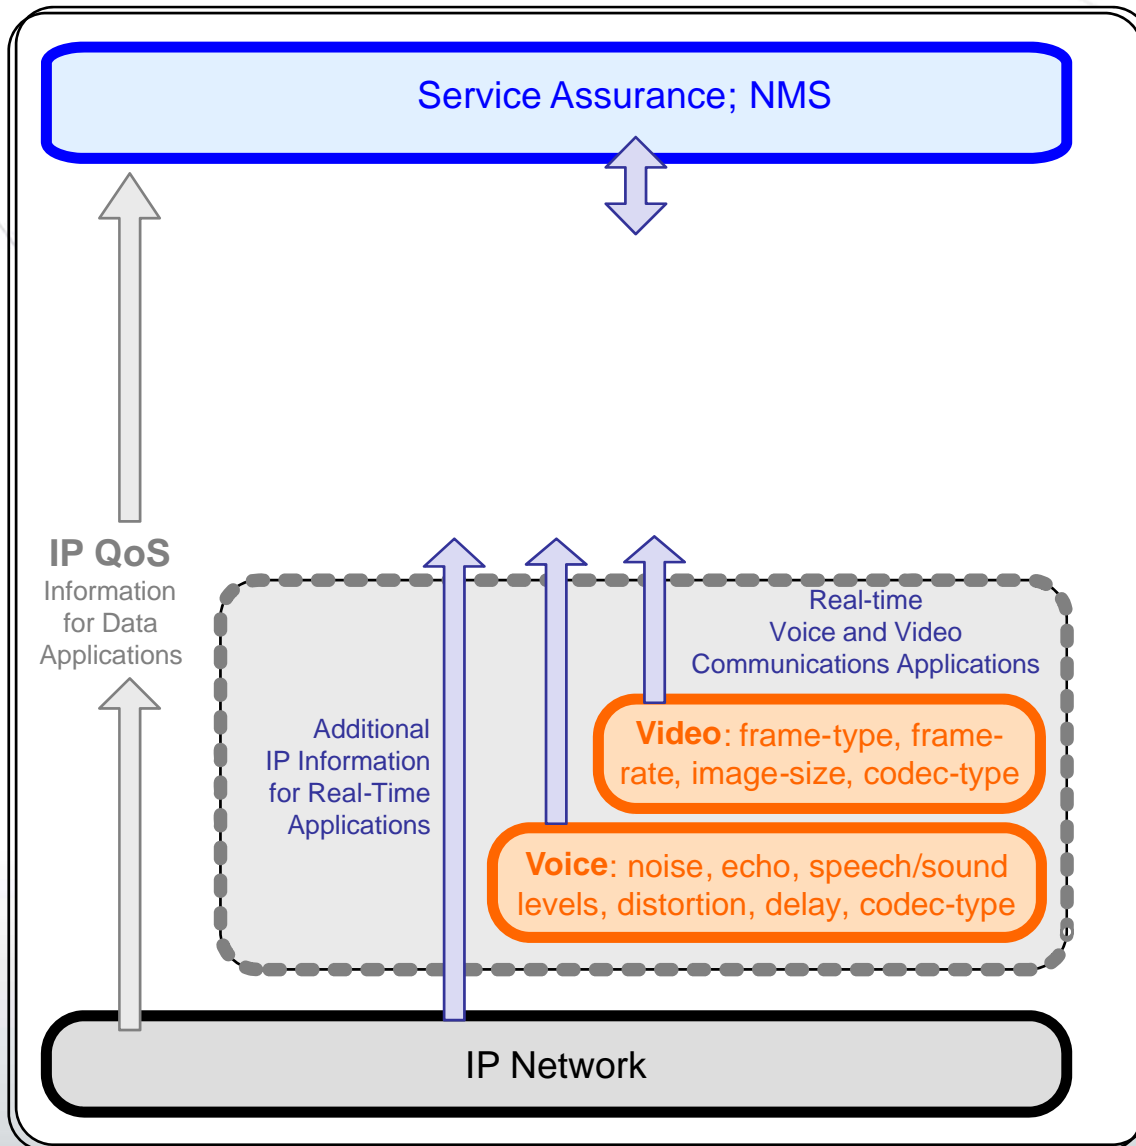 Service Assurance; NMS
IP QoS
Information
for Data
Applications
Real-time
Voice and Video
Communications Applications
Additional
IP Information
for Real-Time
Applications
Video: frame-type, frame-
rate, image-size, codec-type
Voice: noise, echo, speech/sound
levels, distortion, delay, codec-type
IP Network